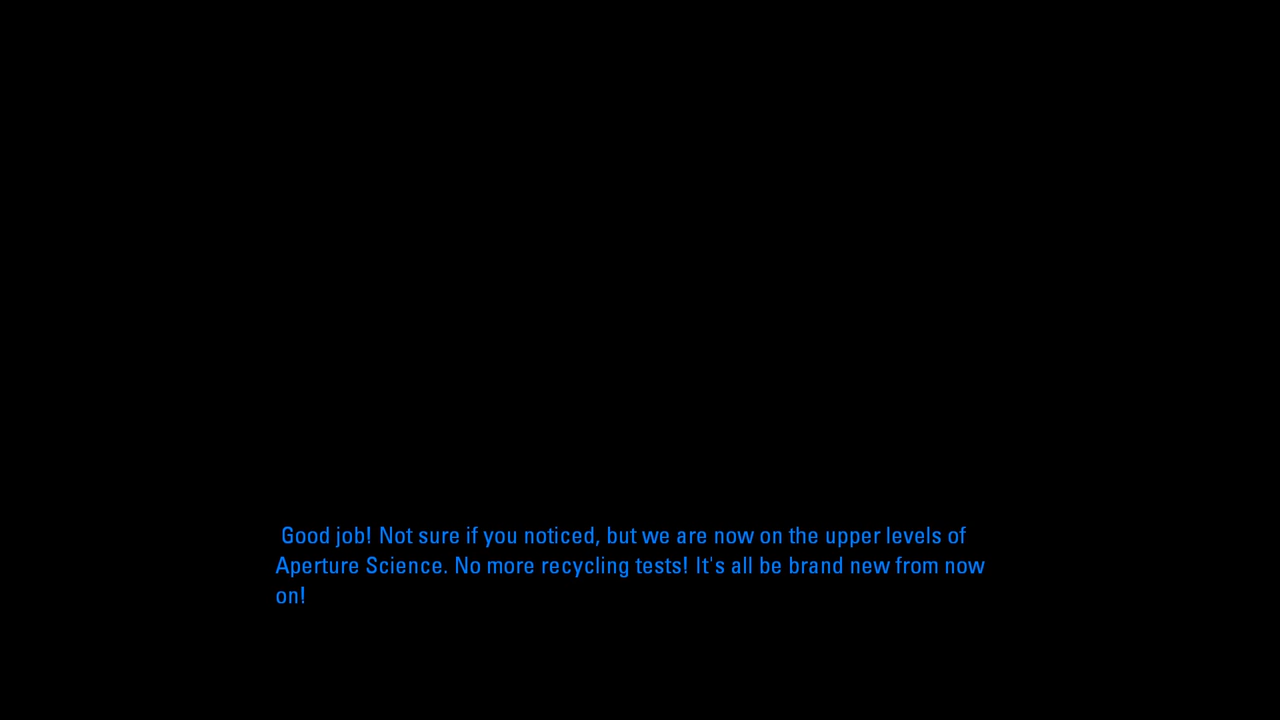 Good job! Not sure if you noticed, but we are now on the upper levels of
Aperture Science. No more recycling tests! It's all be brand new from now
on!